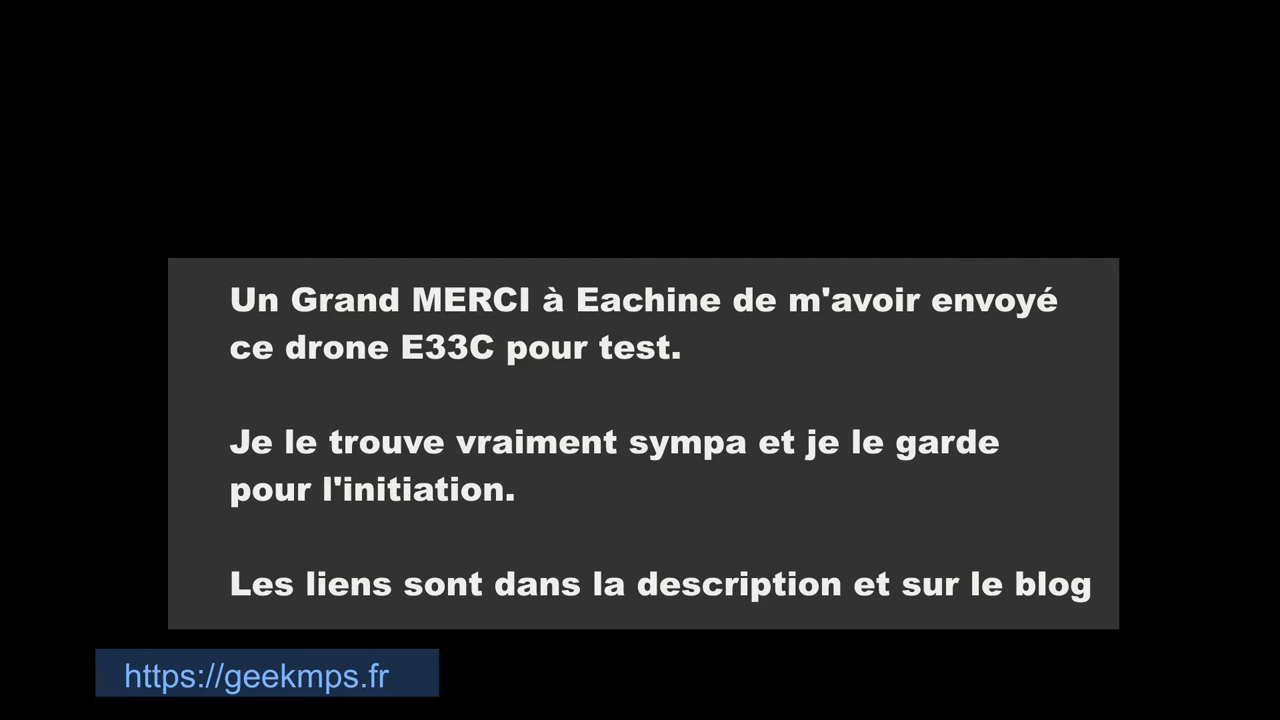 Un Grand MERCI à Eachine de m'avoir envoyé
ce drone E33C pour test.
Je le trouve vraiment sympa et je le garde
pour l'initiation.
Les liens sont dans la description et sur le blog
https://geekmps.fr